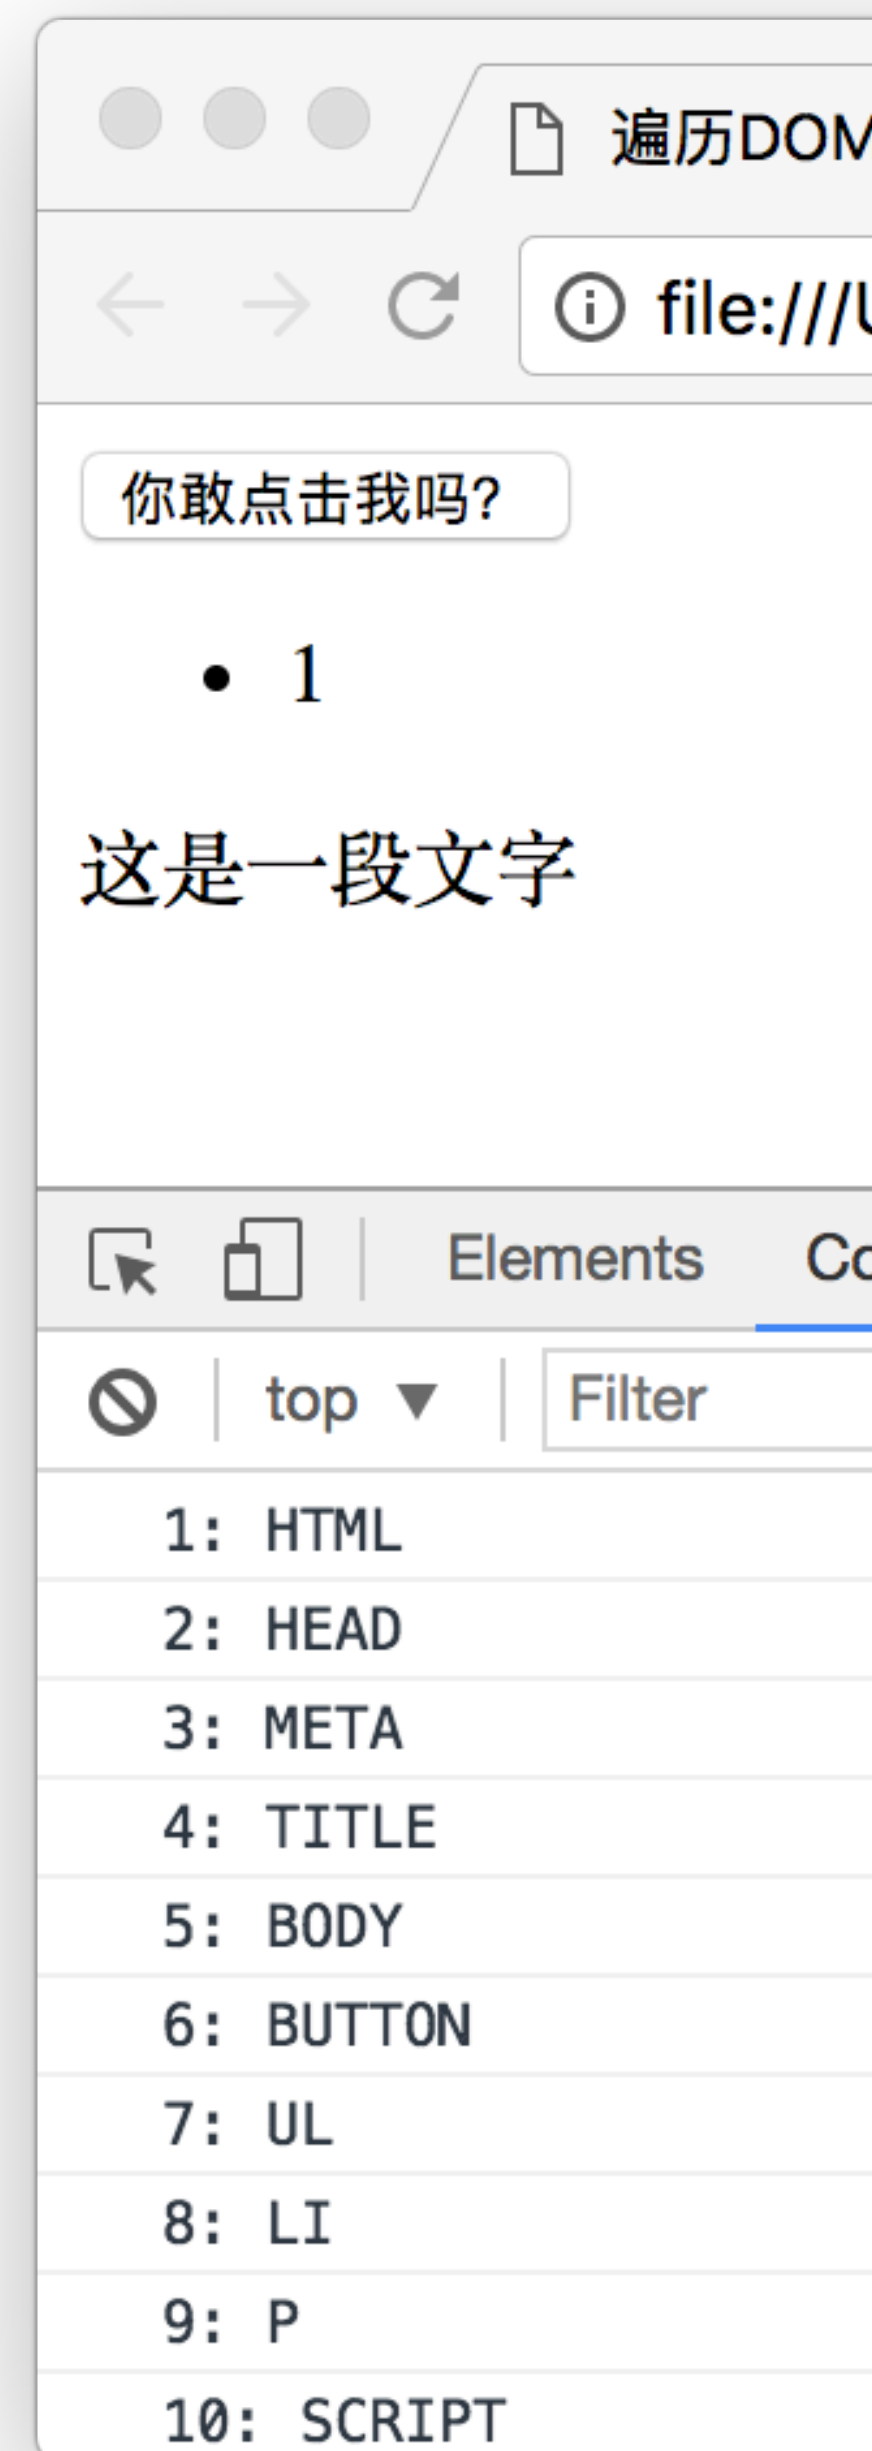 遍历DOM
file:///U
你敢点击我吗?
• 1
这是一段文字
Elements Co
top ▼ Filter
1: HTML
2: HEAD
3: META
4: TITLE
5: BODY
6: BUTTON
7: UL
8: LI
9: P
10: SCRIPT